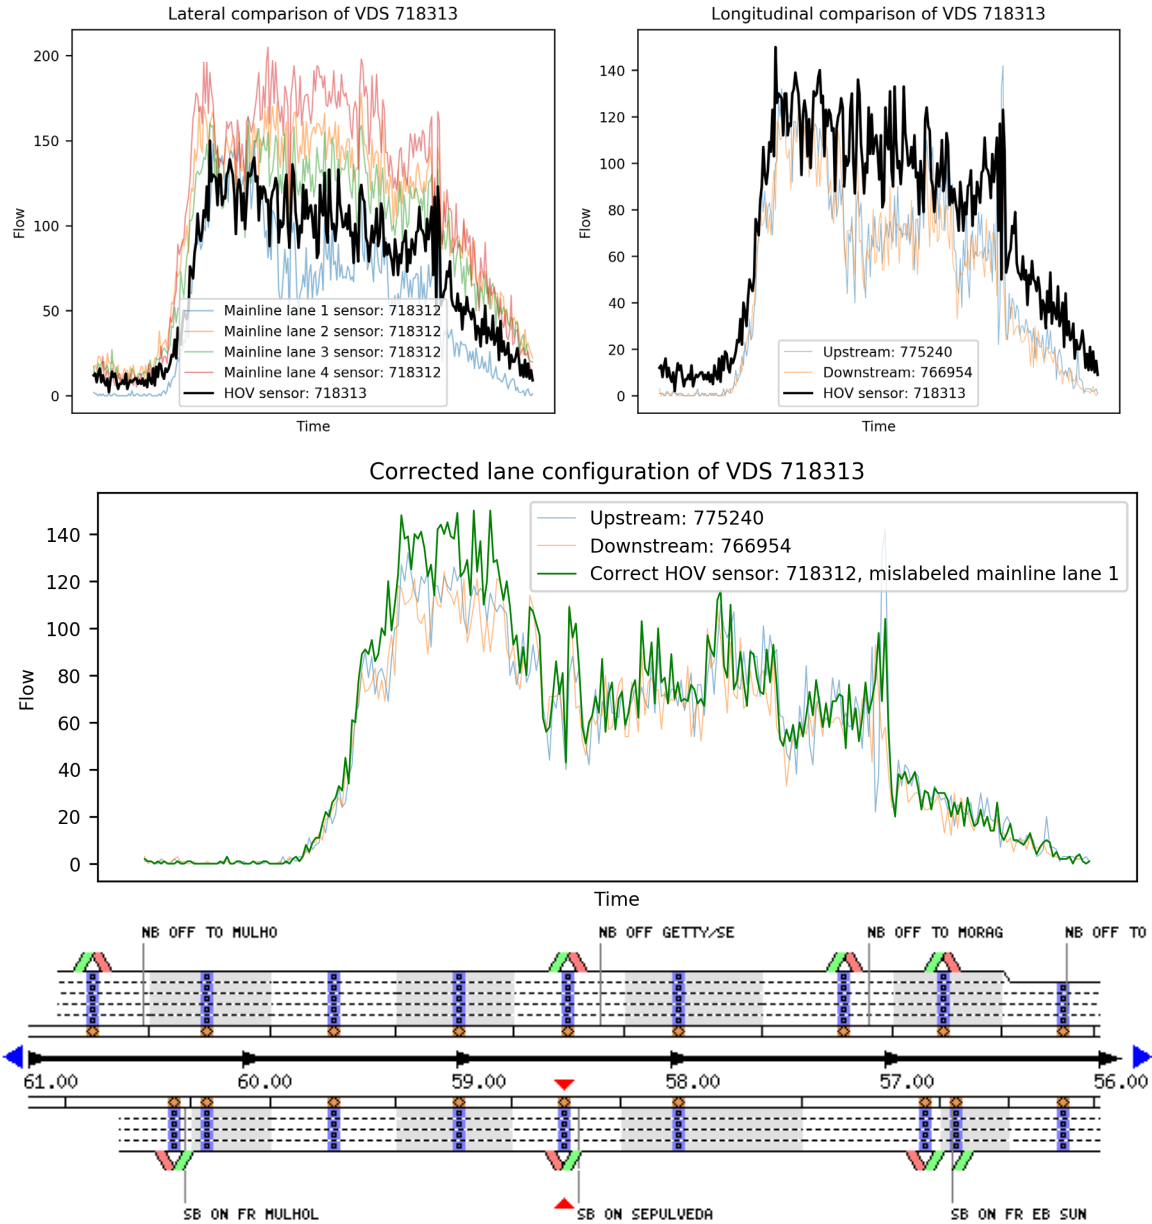 Lateral comparison of VDS 718313
200
150
100
50
0
Flow
Time
Mainline lane 1 sensor: 718312
Mainline lane 2 sensor: 718312
Mainline lane 3 sensor: 718312
Mainline lane 4 sensor: 718312
HOV sensor: 718313
Longitudinal comparison of VDS 718313
140
120
100
80
60
40
20
0
Flow
Time
Upstream: 775240
Downstream: 766954
HOV sensor: 718313
Corrected lane configuration of VDS 718313
140
120
100
80
60
40
20
0
Flow
Time
Upstream: 775240
Downstream: 766954
Correct HOV sensor: 718312, mislabeled mainline lane 1
NB OFF TO MULHO
NB OFF GETTY/SE
NB OFF TO MORAG
NB OFF TO
61.00
60.00
59.00
58.00
57.00
56.00
SB ON FR MULHOL
SB ON SEPULVEDA
SB ON FR EB SUN